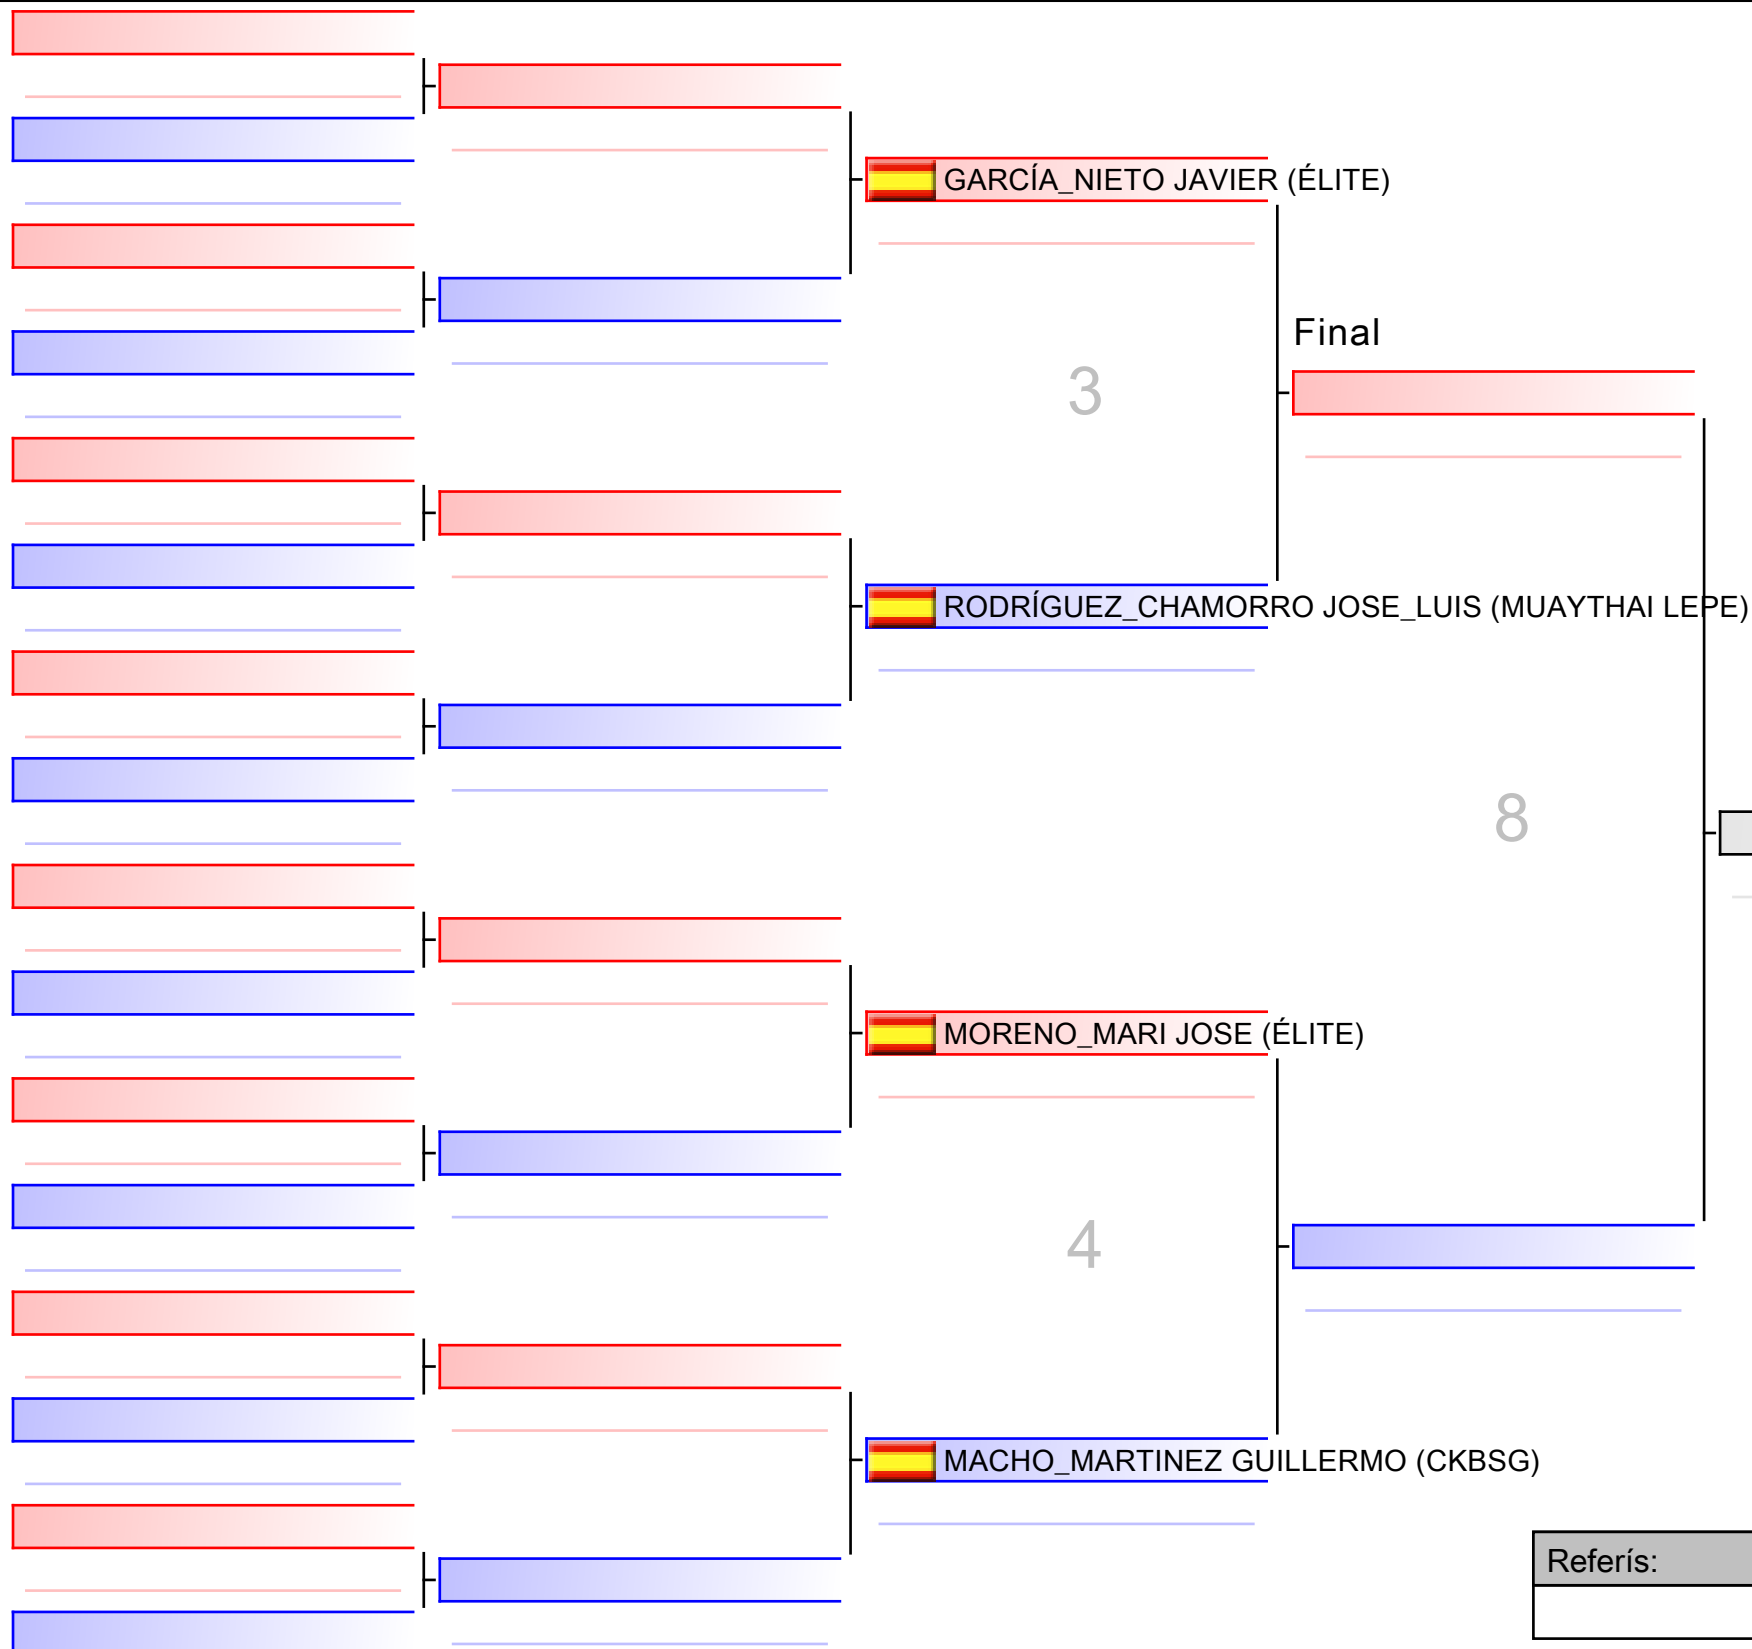 GARCÍA_NIETO JAVIER (ÉLITE)
Final
3
RODRÍGUEZ_CHAMORRO JOSE_LUIS (MUAYTHAI LEPE)
8
MORENO_MARI JOSE (ÉLITE)
4
MACHO_MARTINEZ GUILLERMO (CKBSG)
Referís: